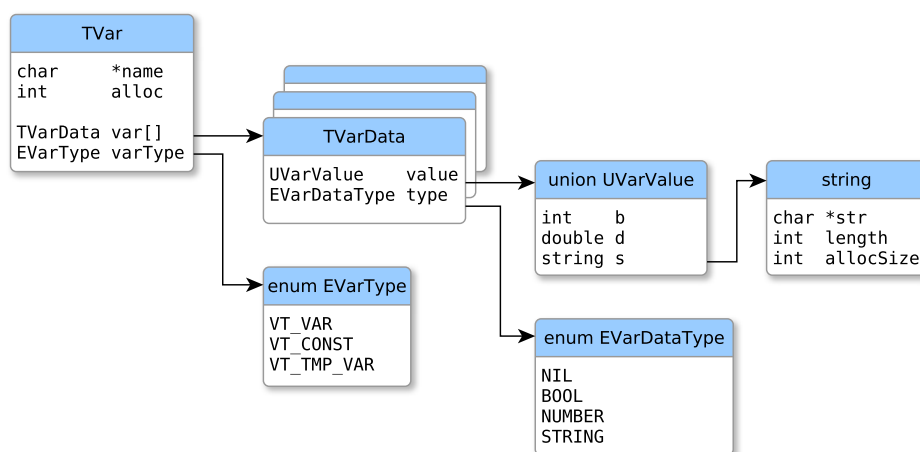 TVar
char *name
int alloc
TVarData var[]
EVarType varType
TVarData
UVarValue value
EVarDataType type
union UVarValue
int b
double d
string s
string
char *str
int length
int allocSize
enum EVarType
VT_VAR
VT_CONST
VT_TMP_VAR
enum EVarDataType
NIL
BOOL
NUMBER
STRING